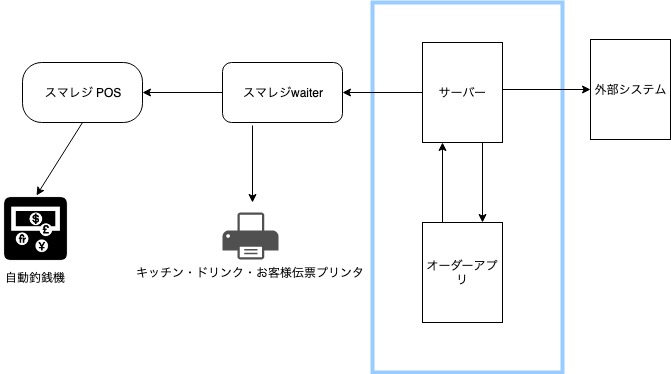 スマレジ POS
スマレジwaiter
サーバー
外部システム
オーダーアプ
リ
$
£
¥
自動釣銭機
キッチン・ドリンク・お客様伝票プリンタ